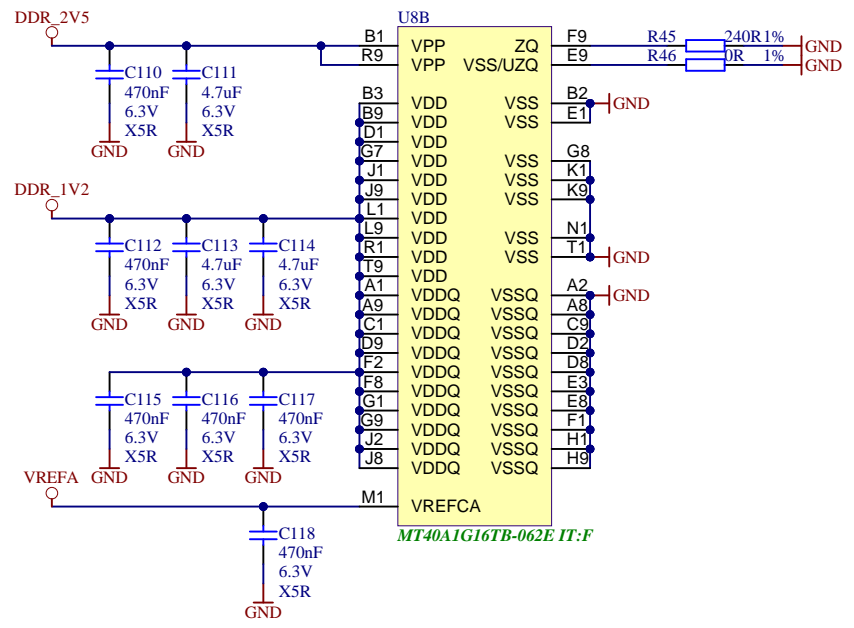 DDR_2V5
U8B
B1 VPP ZQ F9 R45 240R 1% GND
R9 VPP VSS/UZQ E9 R46 0R 1% GND
C110
470nF
6.3V
X5R
GND
C111
4.7uF
6.3V
X5R
GND
B3 VDD VSS B2 GND
B9 VDD VSS E1
D1 VDD
G7 VDD VSS G8
J1 VDD VSS K1
J9 VDD VSS K9
DDR_1V2
L1 VDD
L9 VDD VSS N1
R1 VDD VSS T1 GND
T9 VDD
C112
470nF
6.3V
X5R
GND
C113
4.7uF
6.3V
X5R
GND
C114
4.7uF
6.3V
X5R
GND
A1 VDDQ VSSQ A2 GND
A9 VDDQ VSSQ A8
C1 VDDQ VSSQ C9
D9 VDDQ VSSQ D2
F2 VDDQ VSSQ D8
F8 VDDQ VSSQ E3
G1 VDDQ VSSQ E8
G9 VDDQ VSSQ F1
J2 VDDQ VSSQ H1
J8 VDDQ VSSQ H9
C115
470nF
6.3V
X5R
GND
C116
470nF
6.3V
X5R
GND
C117
470nF
6.3V
X5R
GND
VREFA
M1 VREFCA
MT40A1G16TB-062E IT:F
C118
470nF
6.3V
X5R
GND